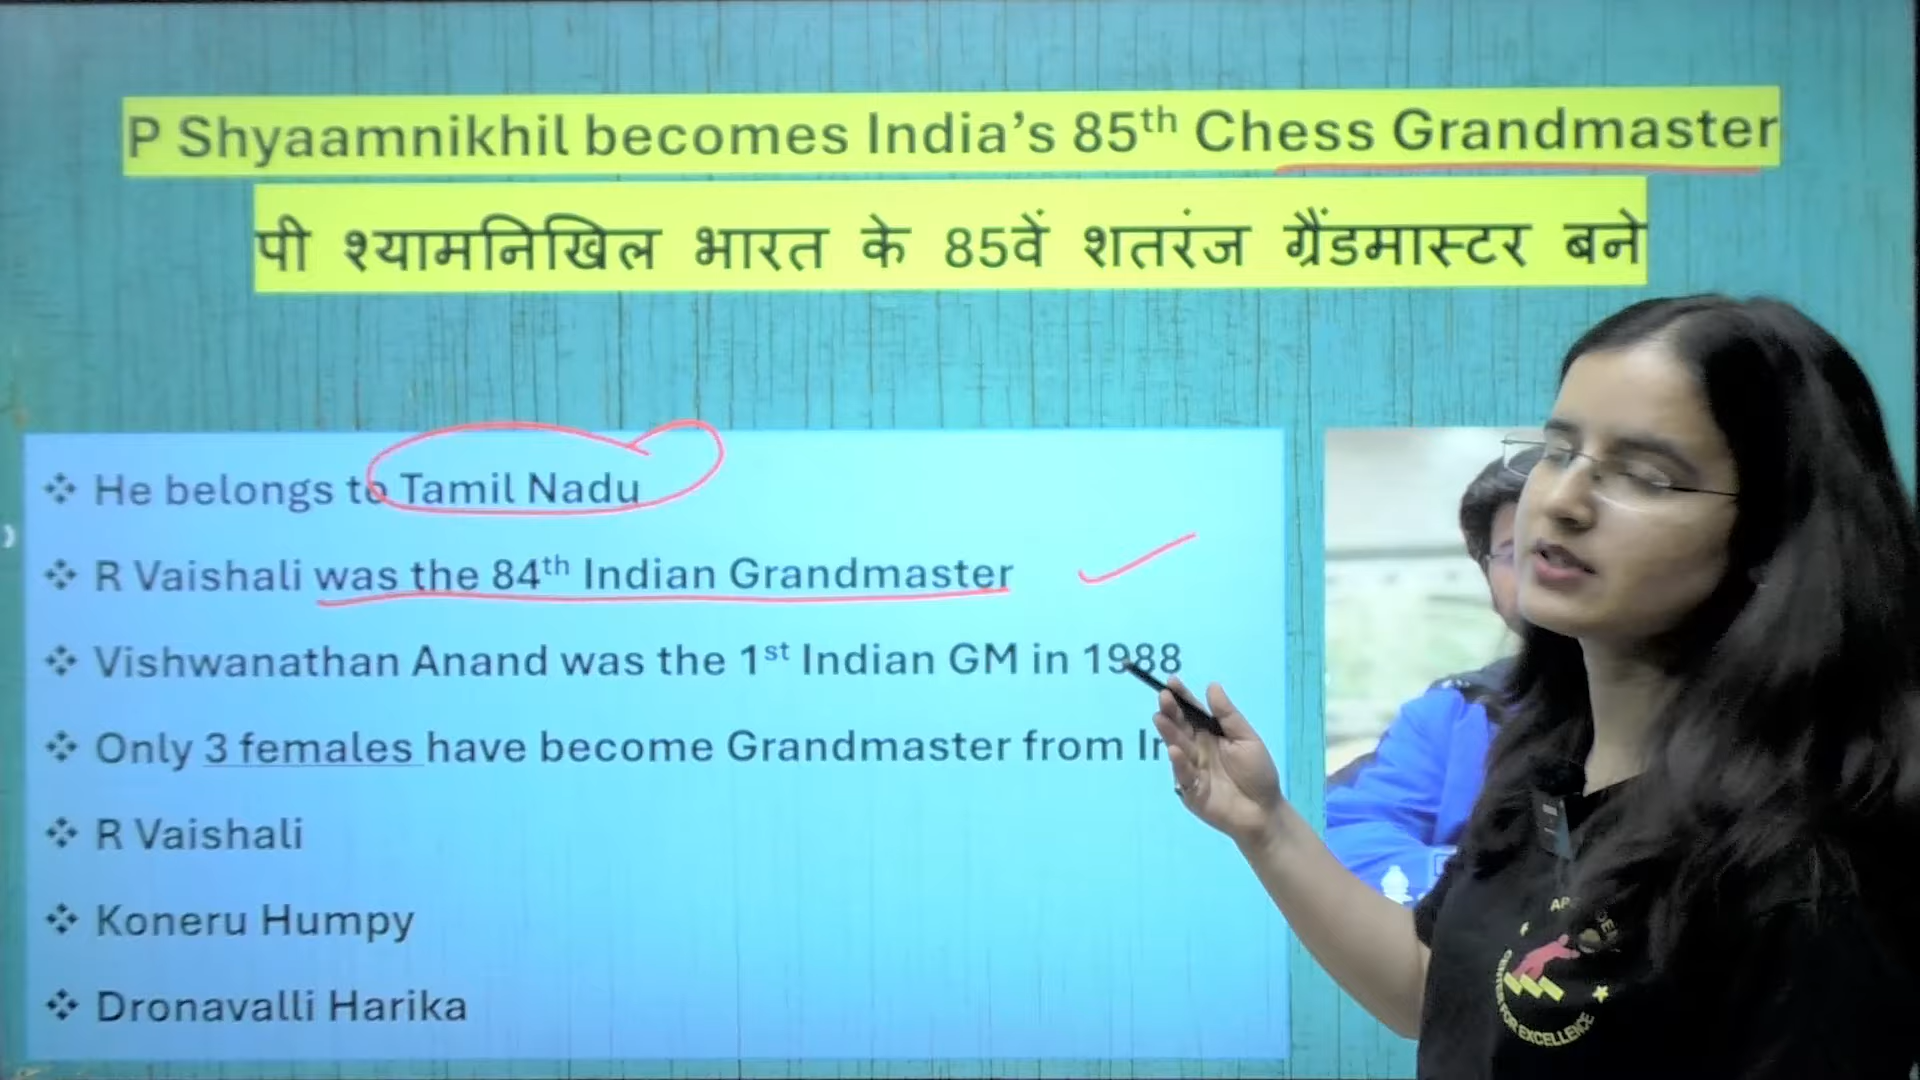 P Shyaamnikhil becomes India's 85th Chess Grandmaster
पी श्यामनिखिल भारत के 85वें शतरंज ग्रैंडमास्टर बने
He belongs to Tamil Nadu
R Vaishali was the 84th Indian Grandmaster
Vishwanathan Anand was the 1st Indian GM in 1988
Only 3 females have become Grandmaster from
R Vaishali
Koneru Humpy
Dronavalli Harika
FOR EXCELLENCE